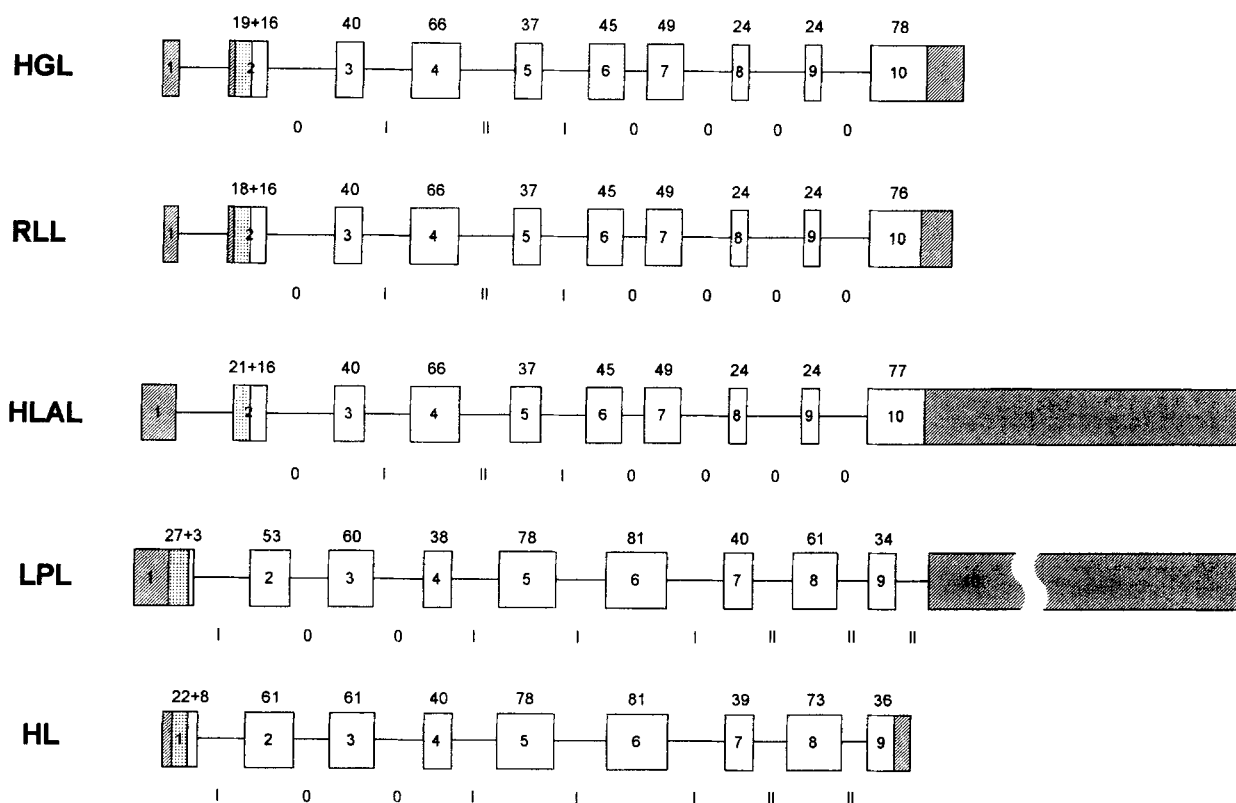 19+16 40 66 37 45 49 24 24 78
HGL 1 2 3 4 5 6 7 8 9 10
0 I II I 0 0 0 0
18+16 40 66 37 45 49 24 24 76
RLL 1 2 3 4 5 6 7 8 9 10
0 I II I 0 0 0 0
21+16 40 66 37 45 49 24 24 77
HLAL 1 2 3 4 5 6 7 8 9 10
0 I II I 0 0 0 0
27+3 53 60 38 78 81 40 61 34
LPL 1 2 3 4 5 6 7 8 9 10
I 0 0 I I I II II II
22+8 61 61 40 78 81 39 73 36
HL 1 2 3 4 5 6 7 8 9
I 0 0 I I I II II